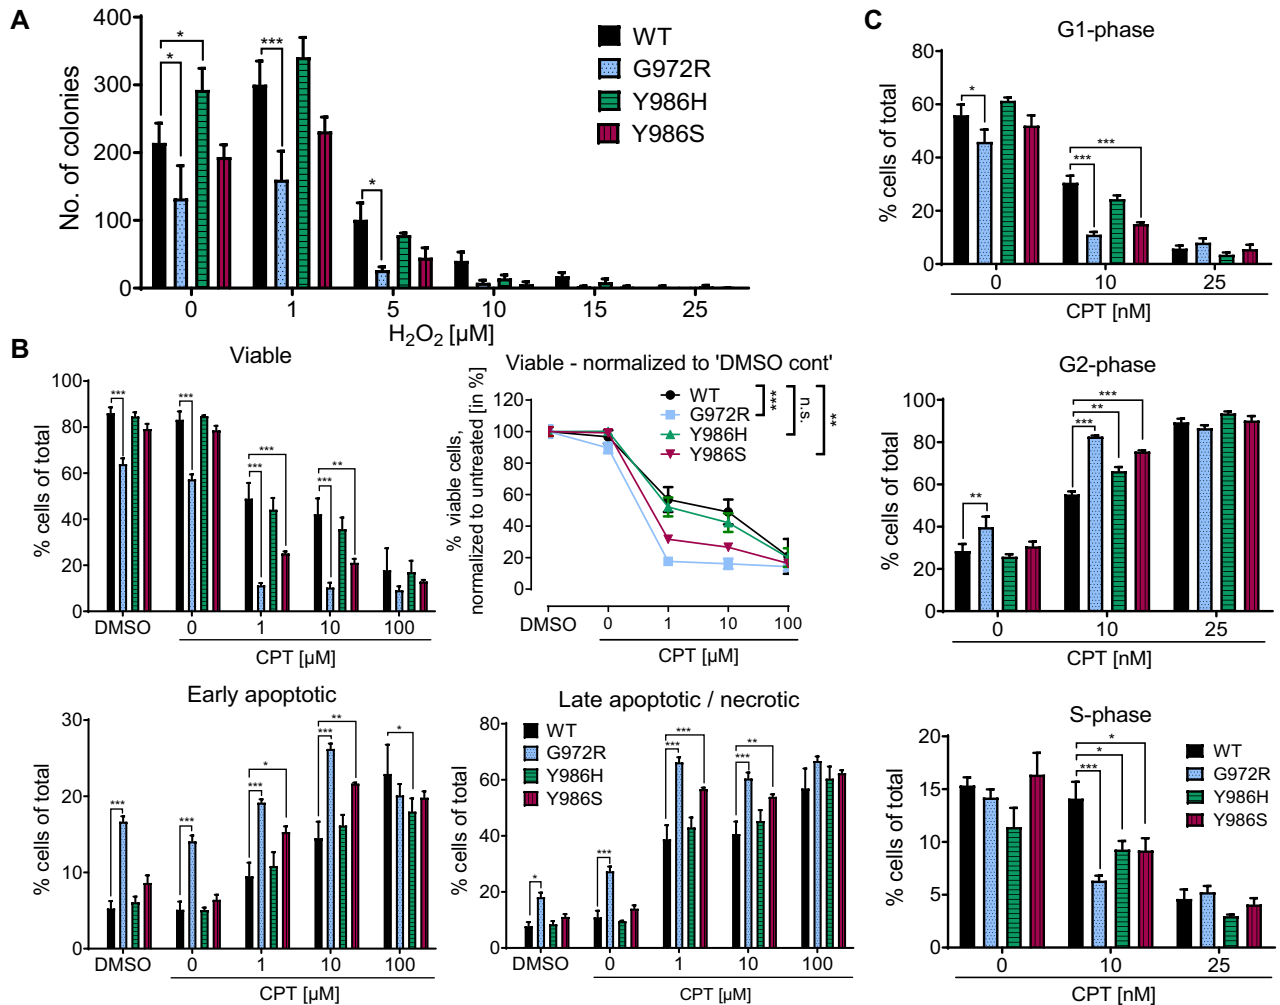 A
400
300
200
100
0
No. of colonies
* * *** *
WT
G972R
Y986H
Y986S
0 1 5 10 15 25
H₂O₂ [µM]
B
Viable
100
80
60
40
20
0
% cells of total
*** *** *** *** *** **
DMSO 0 1 10 100
CPT [µM]
Viable - normalized to 'DMSO cont'
120
100
80
60
40
20
0
% viable cells,
normalized to untreated [in %]
WT
G972R
Y986H
Y986S
*** n.s. **
DMSO 0 1 10 100
CPT [µM]
Early apoptotic
30
20
10
0
% cells of total
*** *** *** * *** ** *
DMSO 0 1 10 100
CPT [µM]
Late apoptotic / necrotic
80
60
40
20
0
% cells of total
WT
G972R
Y986H
Y986S
* *** *** *** *** **
DMSO 0 1 10 100
CPT [µM]
C
G1-phase
80
60
40
20
0
% cells of total
* *** ***
0 10 25
CPT [nM]
G2-phase
100
80
60
40
20
0
% cells of total
** *** ** ***
0 10 25
CPT [nM]
S-phase
20
15
10
5
0
% cells of total
*** * *
WT
G972R
Y986H
Y986S
0 10 25
CPT [nM]